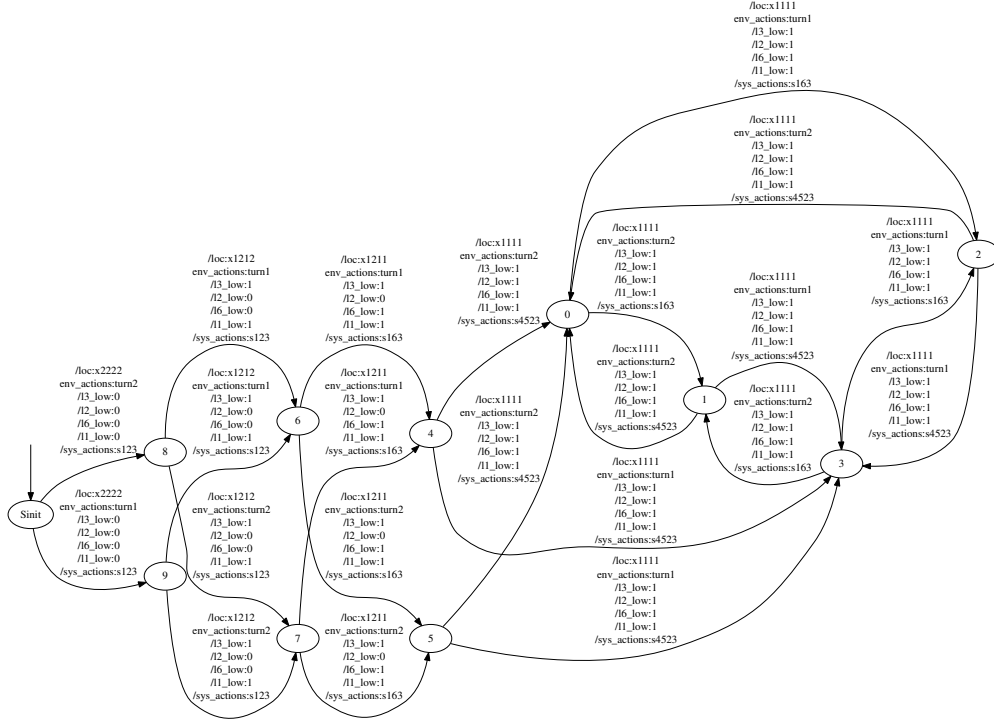 /loc:x1111
env_actions:turn1
/l3_low:1
/l2_low:1
/l6_low:1
/l1_low:1
/sys_actions:s163
/loc:x1111
env_actions:turn2
/l3_low:1
/l2_low:1
/l6_low:1
/l1_low:1
/sys_actions:s4523
/loc:x1111
env_actions:turn1
/l3_low:1
/l2_low:1
/l6_low:1
/l1_low:1
/sys_actions:s163
2
/loc:x1111
env_actions:turn2
/l3_low:1
/l2_low:1
/l6_low:1
/l1_low:1
/sys_actions:s163
/loc:x1111
env_actions:turn2
/l3_low:1
/l2_low:1
/l6_low:1
/l1_low:1
/sys_actions:s4523
0
/loc:x1212
env_actions:turn1
/l3_low:1
/l2_low:0
/l6_low:0
/l1_low:1
/sys_actions:s123
/loc:x1211
env_actions:turn1
/l3_low:1
/l2_low:0
/l6_low:1
/l1_low:1
/sys_actions:s163
/loc:x1111
env_actions:turn1
/l3_low:1
/l2_low:1
/l6_low:1
/l1_low:1
/sys_actions:s4523
/loc:x1111
env_actions:turn2
/l3_low:1
/l2_low:1
/l6_low:1
/l1_low:1
/sys_actions:s4523
1
/loc:x1111
env_actions:turn1
/l3_low:1
/l2_low:1
/l6_low:1
/l1_low:1
/sys_actions:s4523
/loc:x2222
env_actions:turn2
/l3_low:0
/l2_low:0
/l6_low:0
/l1_low:0
/sys_actions:s123
8
/loc:x1212
env_actions:turn1
/l3_low:1
/l2_low:0
/l6_low:0
/l1_low:1
/sys_actions:s123
6
/loc:x1211
env_actions:turn1
/l3_low:1
/l2_low:0
/l6_low:1
/l1_low:1
/sys_actions:s163
4
/loc:x1111
env_actions:turn2
/l3_low:1
/l2_low:1
/l6_low:1
/l1_low:1
/sys_actions:s4523
/loc:x1111
env_actions:turn2
/l3_low:1
/l2_low:1
/l6_low:1
/l1_low:1
/sys_actions:s163
3
Sinit
/loc:x2222
env_actions:turn1
/l3_low:0
/l2_low:0
/l6_low:0
/l1_low:0
/sys_actions:s123
9
/loc:x1212
env_actions:turn2
/l3_low:1
/l2_low:0
/l6_low:0
/l1_low:1
/sys_actions:s123
/loc:x1211
env_actions:turn2
/l3_low:1
/l2_low:0
/l6_low:1
/l1_low:1
/sys_actions:s163
/loc:x1111
env_actions:turn1
/l3_low:1
/l2_low:1
/l6_low:1
/l1_low:1
/sys_actions:s4523
/loc:x1212
env_actions:turn2
/l3_low:1
/l2_low:0
/l6_low:0
/l1_low:1
/sys_actions:s123
7
/loc:x1211
env_actions:turn2
/l3_low:1
/l2_low:0
/l6_low:1
/l1_low:1
/sys_actions:s163
5
/loc:x1111
env_actions:turn1
/l3_low:1
/l2_low:1
/l6_low:1
/l1_low:1
/sys_actions:s4523